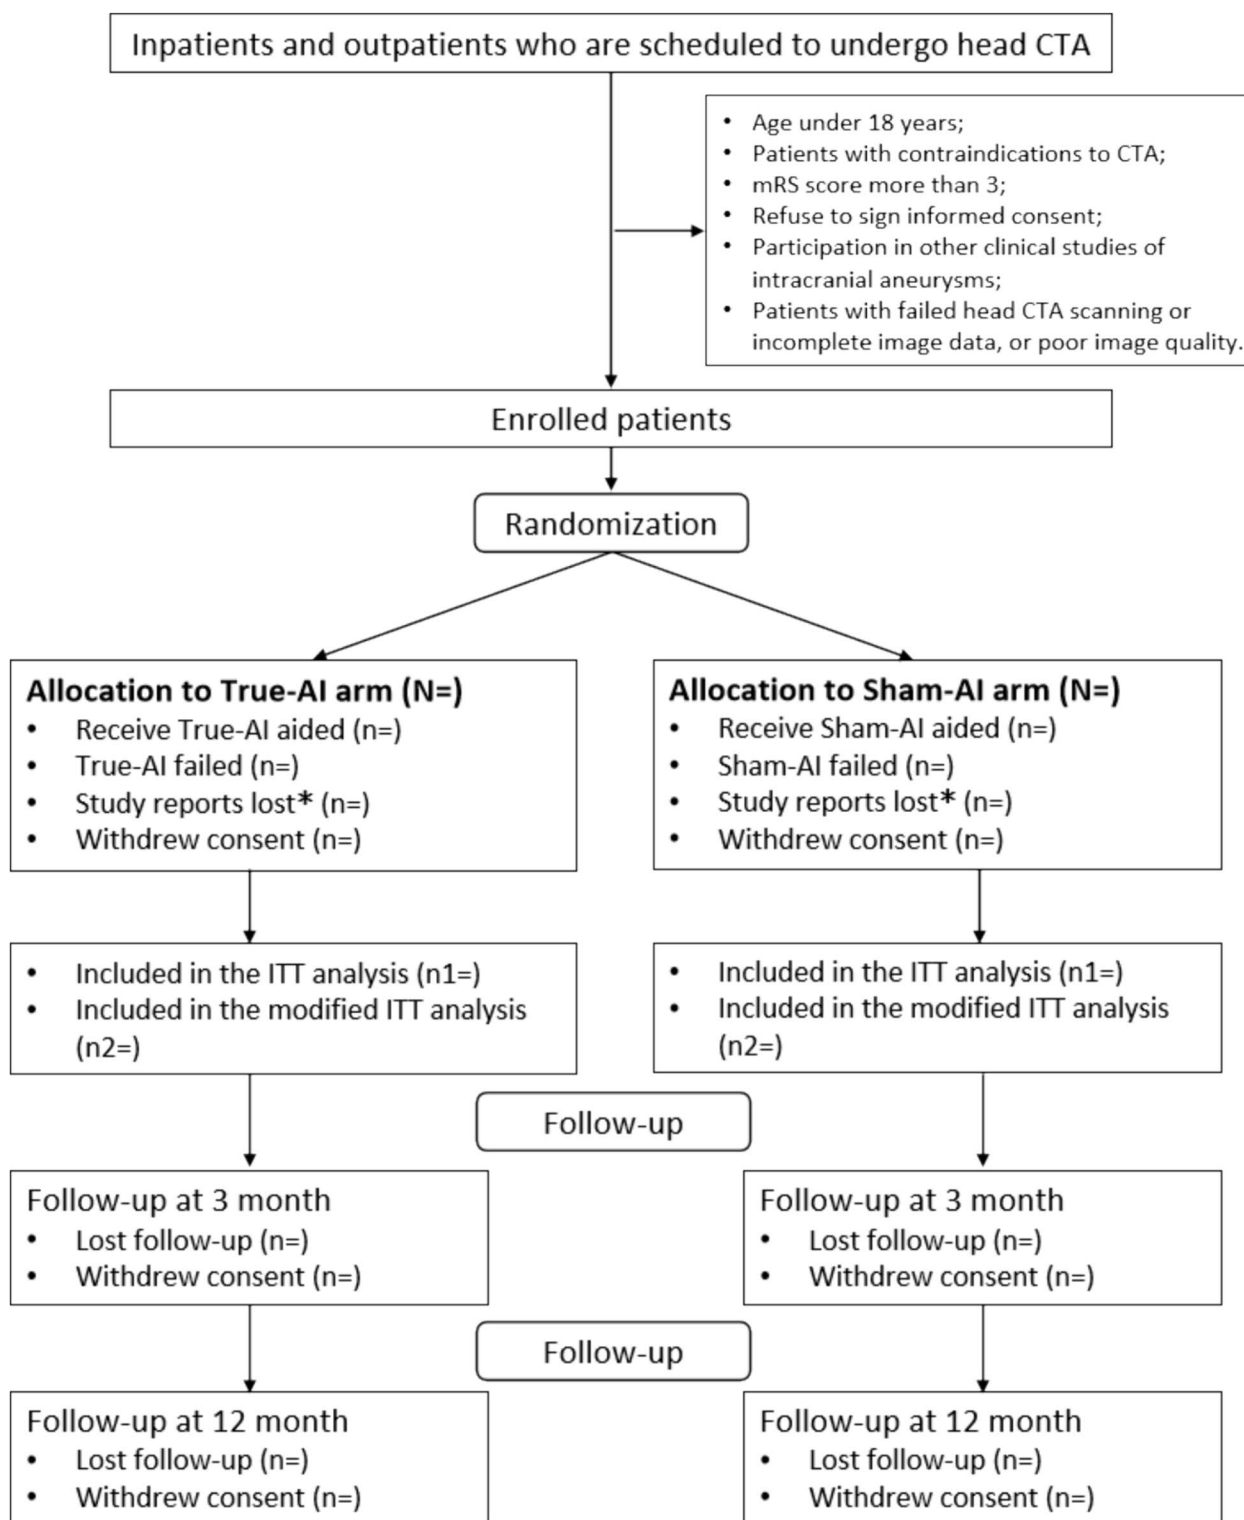 Inpatients and outpatients who are scheduled to undergo head CTA
• Age under 18 years;
• Patients with contraindications to CTA;
• mRS score more than 3;
• Refuse to sign informed consent;
• Participation in other clinical studies of
intracranial aneurysms;
• Patients with failed head CTA scanning or
incomplete image data, or poor image quality.
Enrolled patients
Randomization
Allocation to True-AI arm (N=)
• Receive True-AI aided (n=)
• True-AI failed (n=)
• Study reports lost* (n=)
• Withdrew consent (n=)
Allocation to Sham-AI arm (N=)
• Receive Sham-AI aided (n=)
• Sham-AI failed (n=)
• Study reports lost* (n=)
• Withdrew consent (n=)
• Included in the ITT analysis (n1=)
• Included in the modified ITT analysis
(n2=)
• Included in the ITT analysis (n1=)
• Included in the modified ITT analysis
(n2=)
Follow-up
Follow-up at 3 month
• Lost follow-up (n=)
• Withdrew consent (n=)
Follow-up at 3 month
• Lost follow-up (n=)
• Withdrew consent (n=)
Follow-up
Follow-up at 12 month
• Lost follow-up (n=)
• Withdrew consent (n=)
Follow-up at 12 month
• Lost follow-up (n=)
• Withdrew consent (n=)